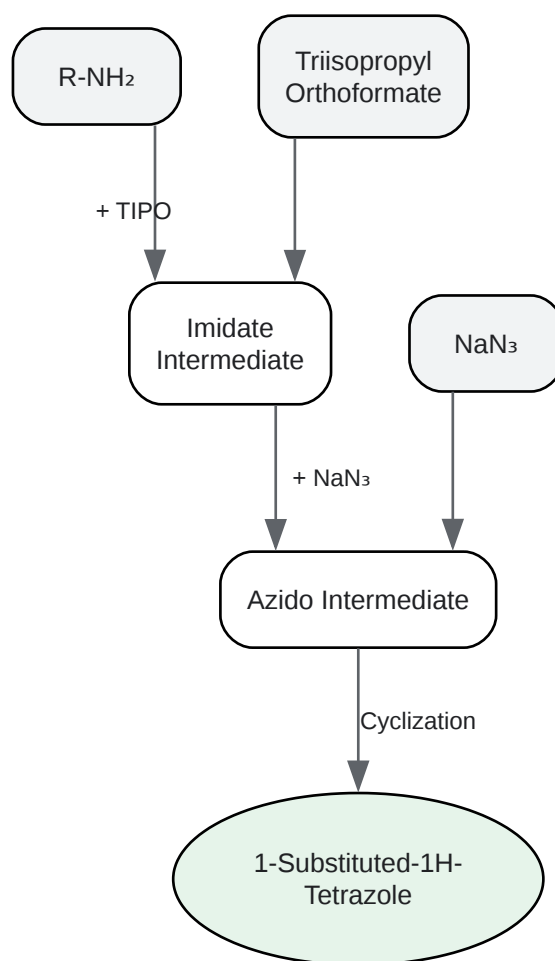 R-NH₂
Triisopropyl
Orthoformate
+ TIPO
Imidate
Intermediate
NaN₃
+ NaN₃
Azido Intermediate
Cyclization
1-Substituted-1H-
Tetrazole